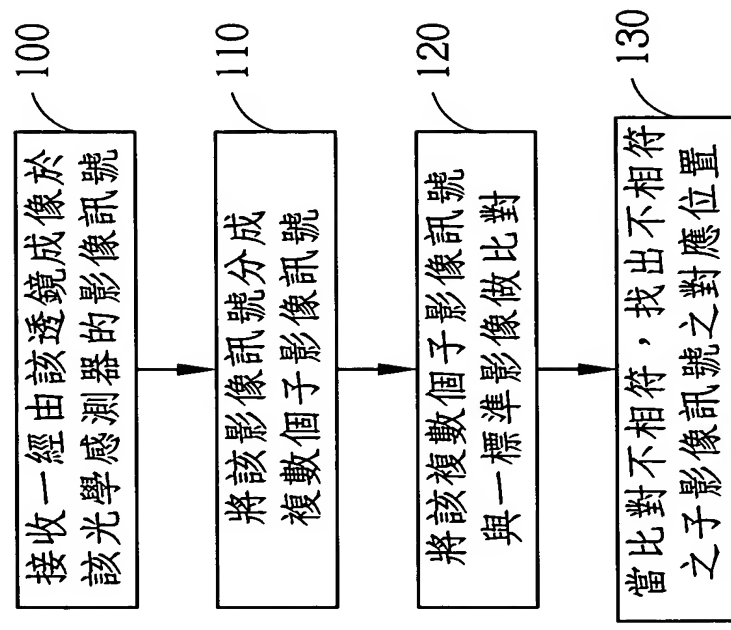 100
接收一經由該透鏡成像於
該光學感測器的影像訊號
110
將該影像訊號分成
複數個子影像訊號
120
將該複數個子影像訊號
與一標準影像做比對
130
當比對不相符，找出不相符
之子影像訊號之對應位置